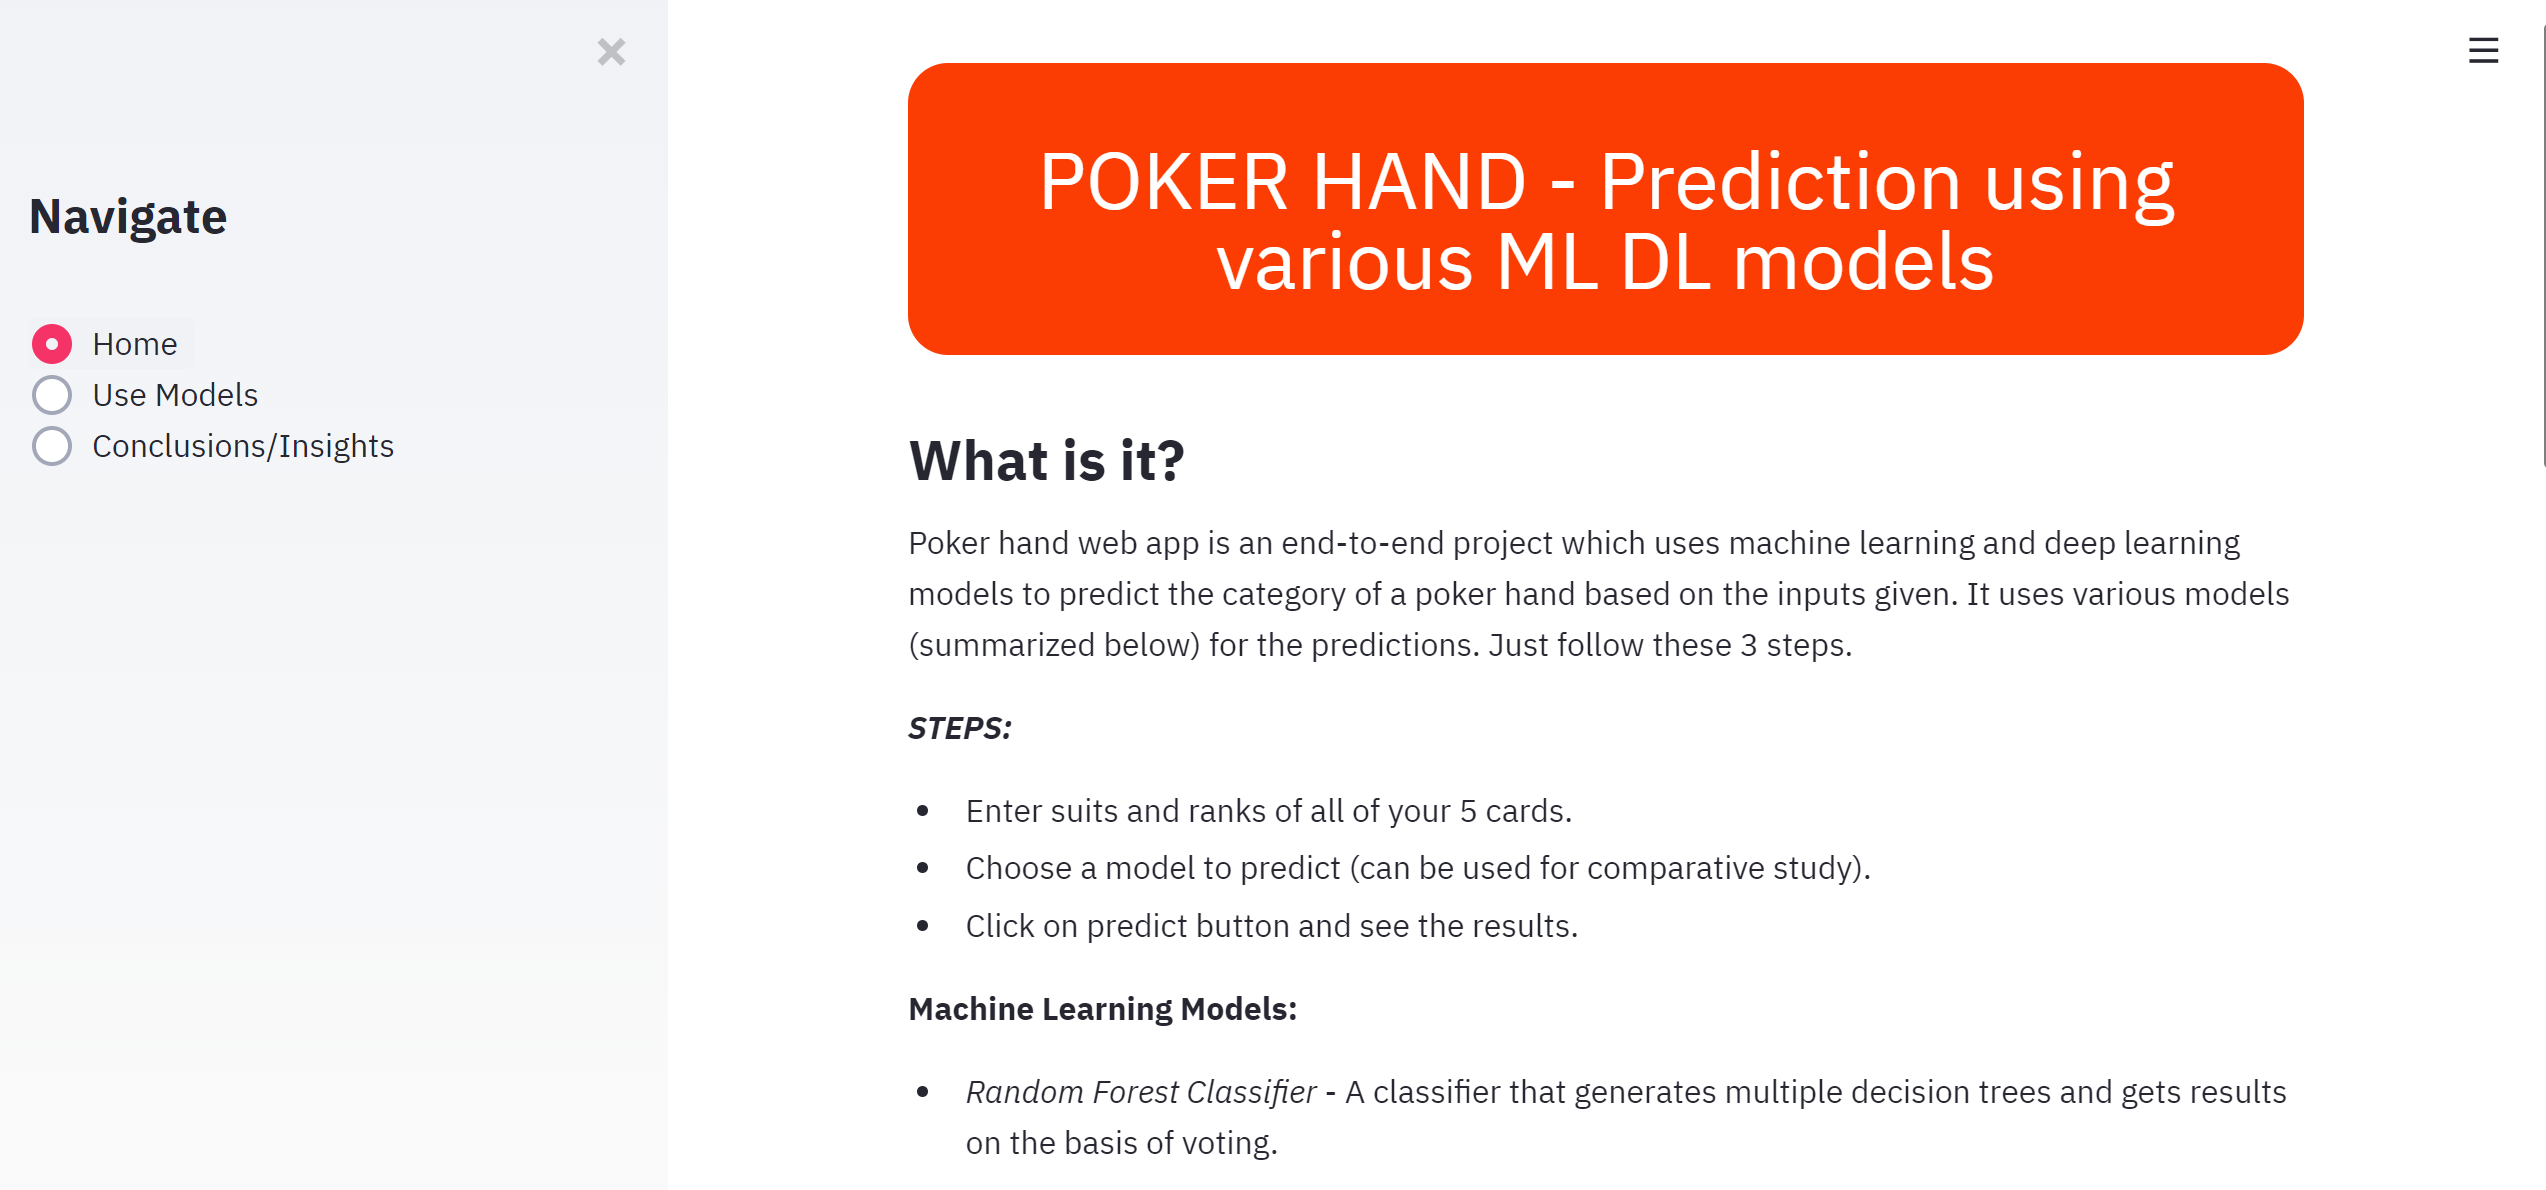 Navigate
Home
Use Models
Conclusions/Insights
POKER HAND - Prediction using
various ML DL models
What is it?
Poker hand web app is an end-to-end project which uses machine learning and deep learning
models to predict the category of a poker hand based on the inputs given. It uses various models
(summarized below) for the predictions. Just follow these 3 steps.
STEPS:
Enter suits and ranks of all of your 5 cards.
Choose a model to predict (can be used for comparative study).
Click on predict button and see the results.
Machine Learning Models:
Random Forest Classifier - A classifier that generates multiple decision trees and gets results
on the basis of voting.